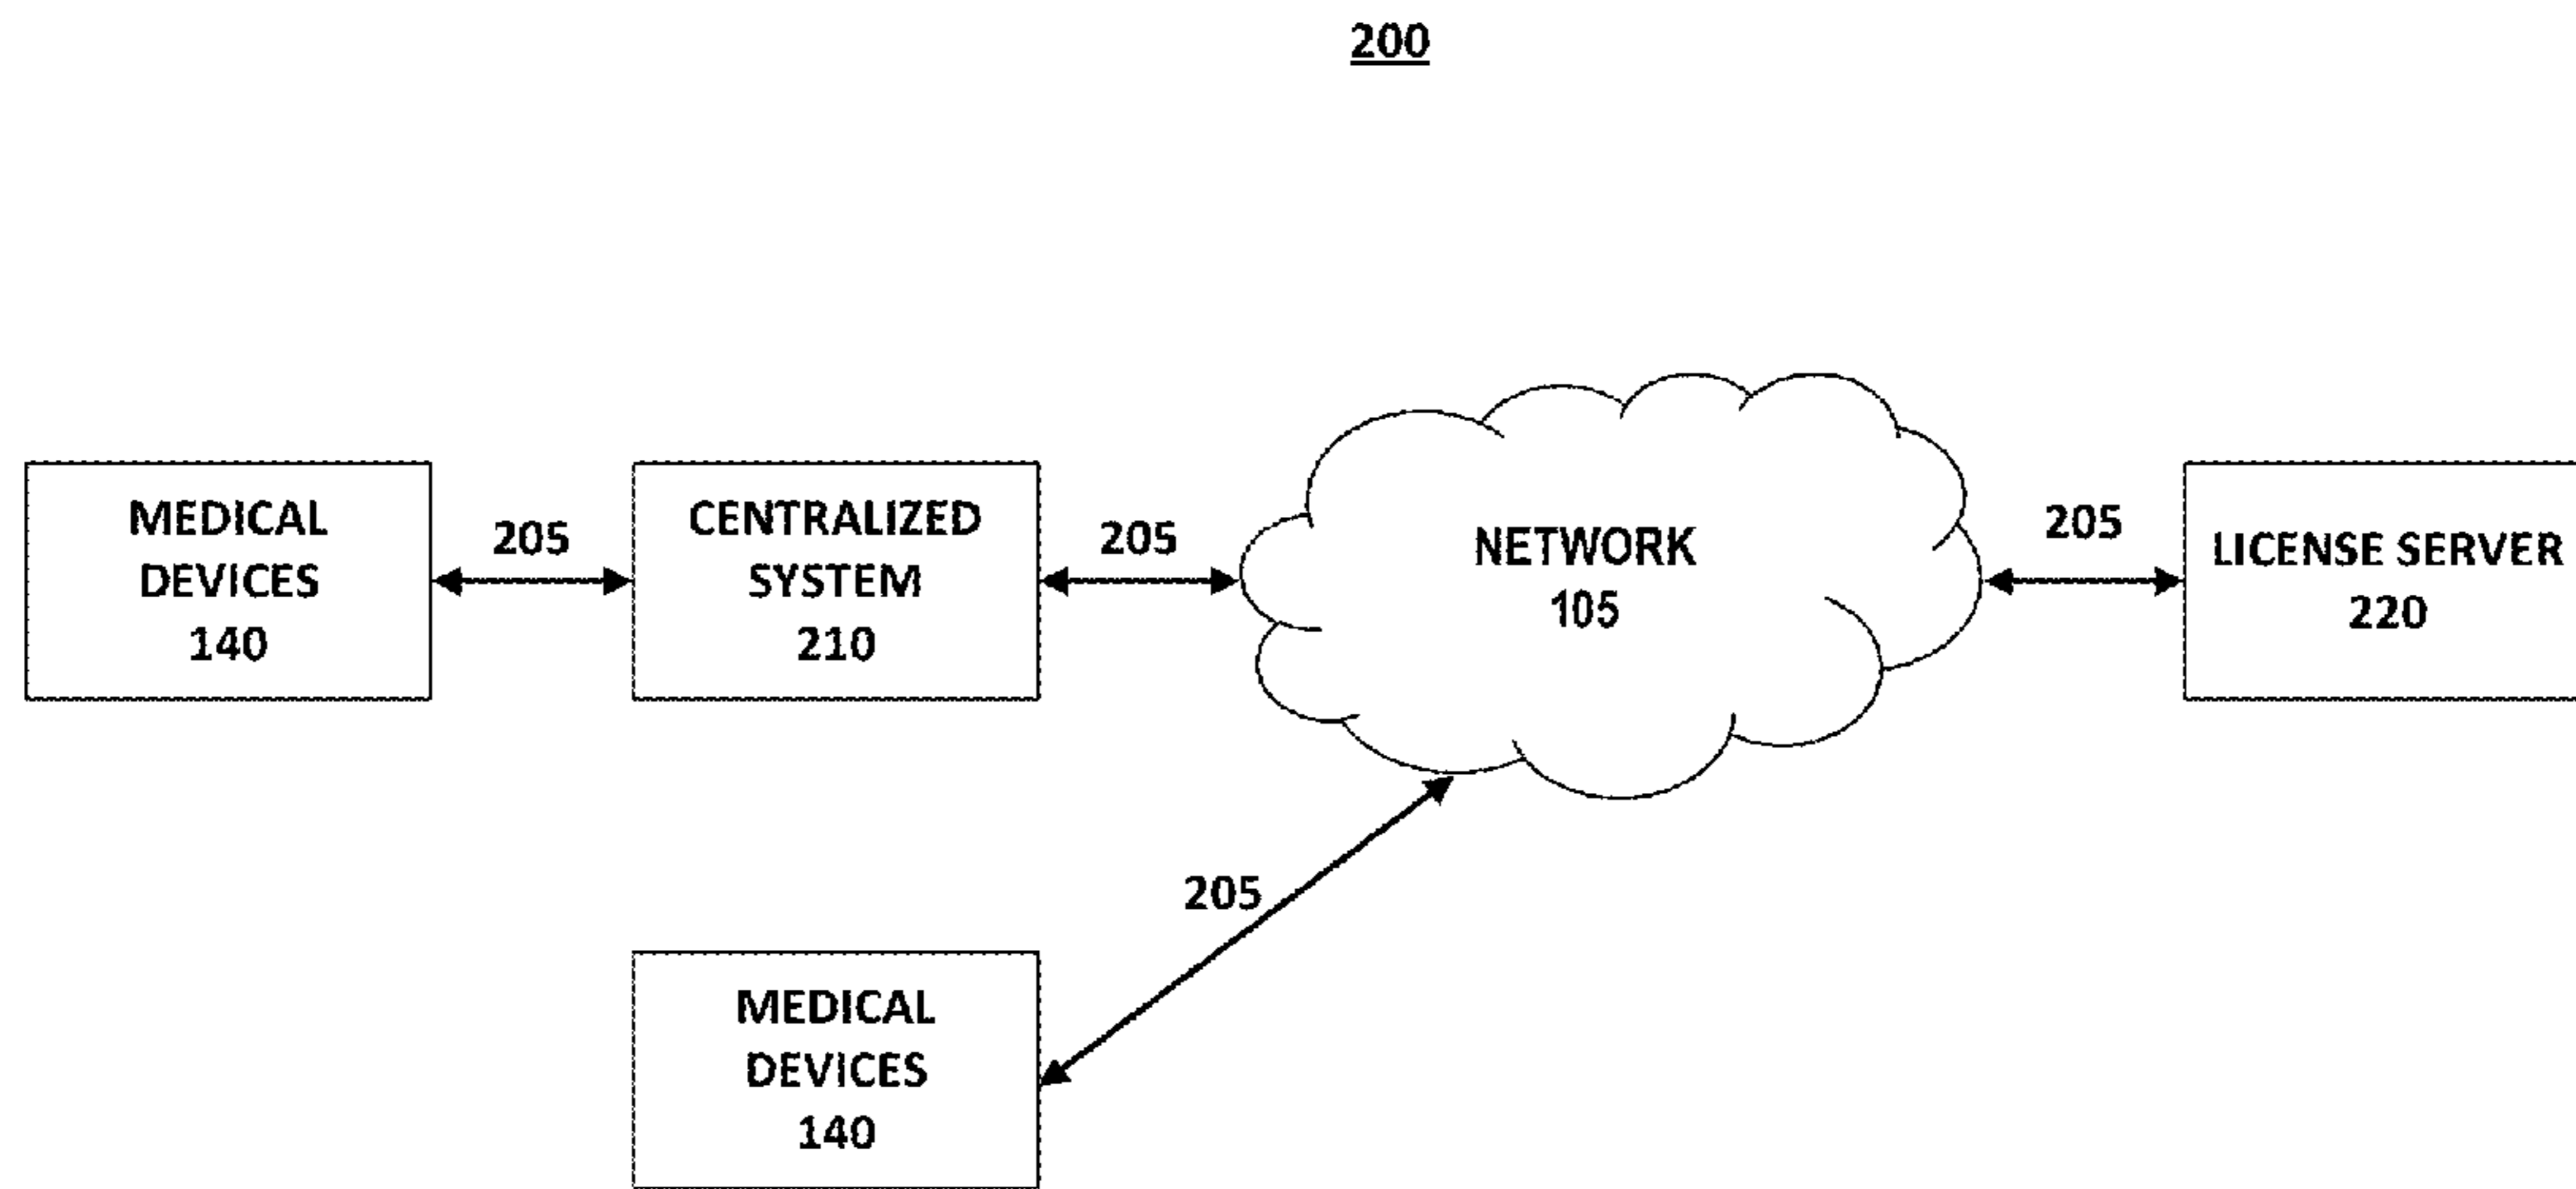 200
MEDICAL
DEVICES
140
205
CENTRALIZED
SYSTEM
210
205
NETWORK
105
205
LICENSE SERVER
220
205
MEDICAL
DEVICES
140